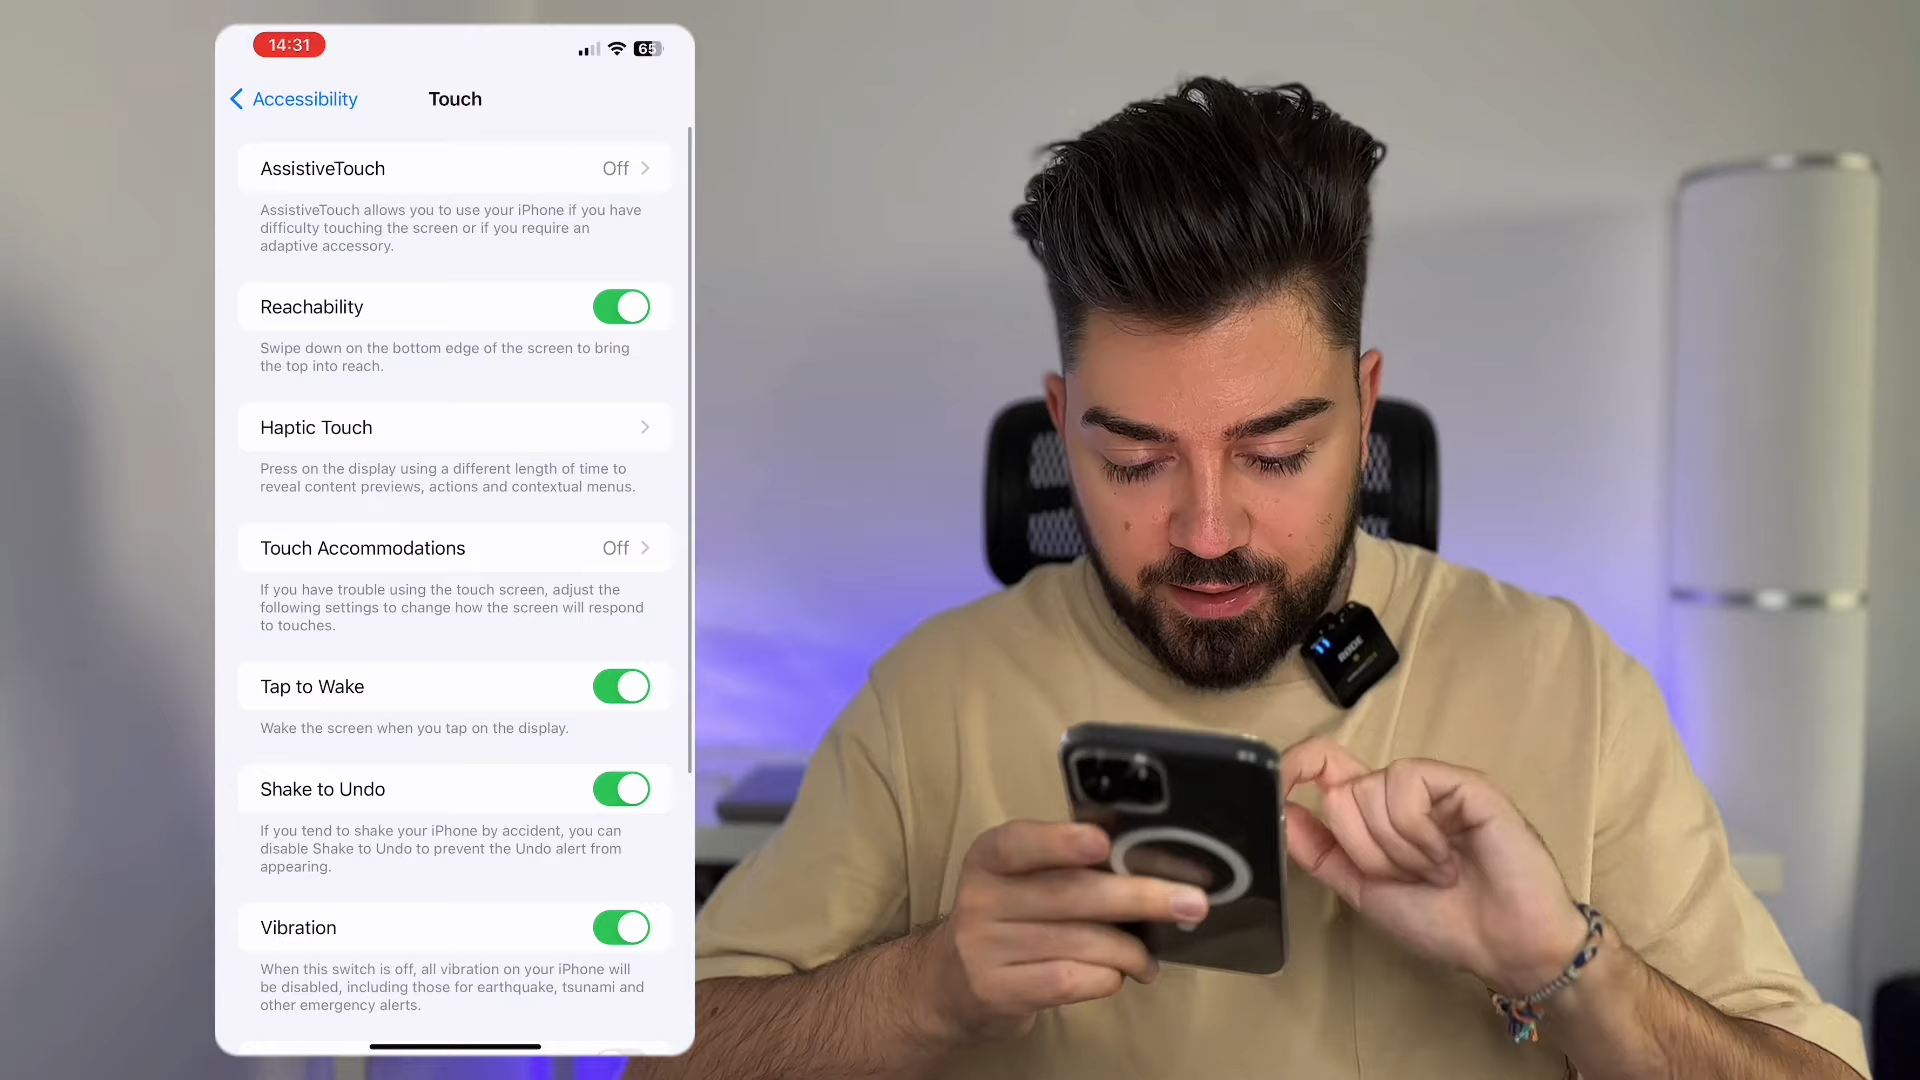 14:31
65
Accessibility
Touch
AssistiveTouch
Off
AssistiveTouch allows you to use your iPhone if you have
difficulty touching the screen or if you require an
adaptive accessory.
Reachability
Swipe down on the bottom edge of the screen to bring
the top into reach.
Haptic Touch
Press on the display using a different length of time to
reveal content previews, actions and contextual menus.
Touch Accommodations
Off
If you have trouble using the touch screen, adjust the
following settings to change how the screen will respond
to touches.
Tap to Wake
Wake the screen when you tap on the display.
Shake to Undo
If you tend to shake your iPhone by accident, you can
disable Shake to Undo to prevent the Undo alert from
appearing.
Vibration
When this switch is off, all vibration on your iPhone will
be disabled, including those for earthquake, tsunami and
other emergency alerts.
RØDE